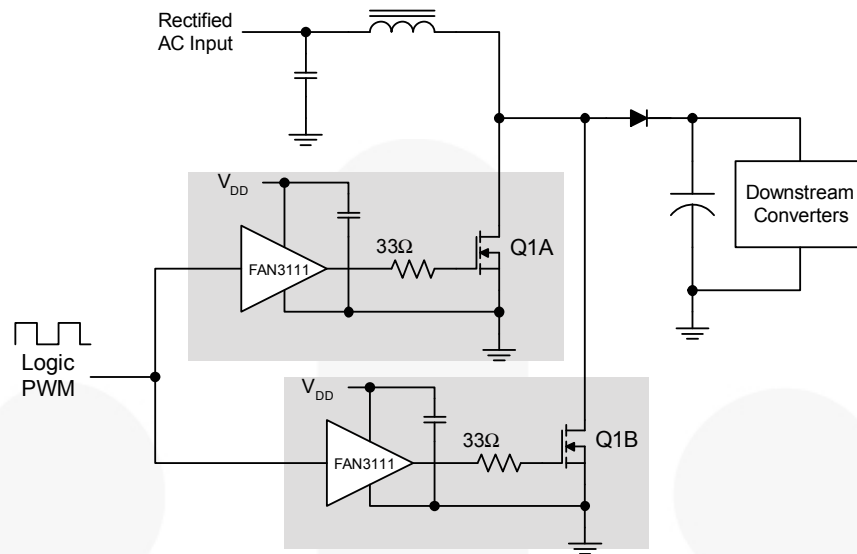 Rectified
AC Input
V_DD
FAN3111
33Ω
Q1A
Downstream
Converters
Logic
PWM
V_DD
FAN3111
33Ω
Q1B